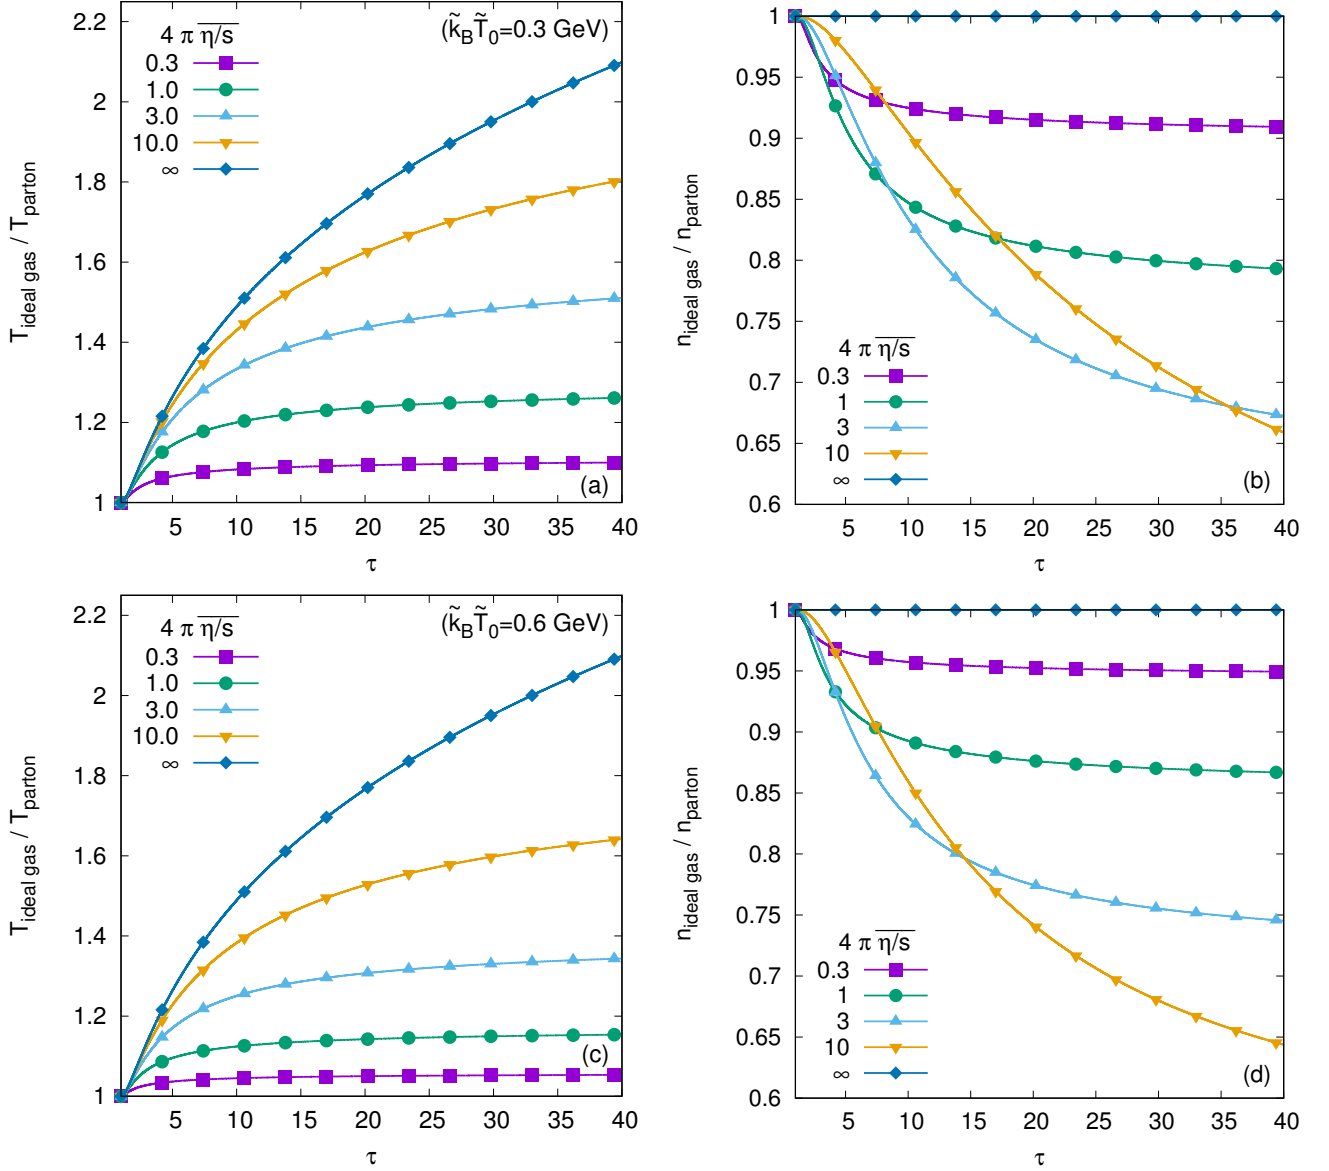 2.2
2
1.8
1.6
1.4
1.2
1
T_ideal gas / T_parton
(k̃_B T̃_0=0.3 GeV)
4 π η/s
0.3
1.0
3.0
10.0
∞
(a)
5 10 15 20 25 30 35 40
τ
1
0.95
0.9
0.85
0.8
0.75
0.7
0.65
0.6
n_ideal gas / n_parton
4 π η/s
0.3
1
3
10
∞
(b)
5 10 15 20 25 30 35 40
τ
2.2
2
1.8
1.6
1.4
1.2
1
T_ideal gas / T_parton
(k̃_B T̃_0=0.6 GeV)
4 π η/s
0.3
1.0
3.0
10.0
∞
(c)
5 10 15 20 25 30 35 40
τ
1
0.95
0.9
0.85
0.8
0.75
0.7
0.65
0.6
n_ideal gas / n_parton
4 π η/s
0.3
1
3
10
∞
(d)
5 10 15 20 25 30 35 40
τ